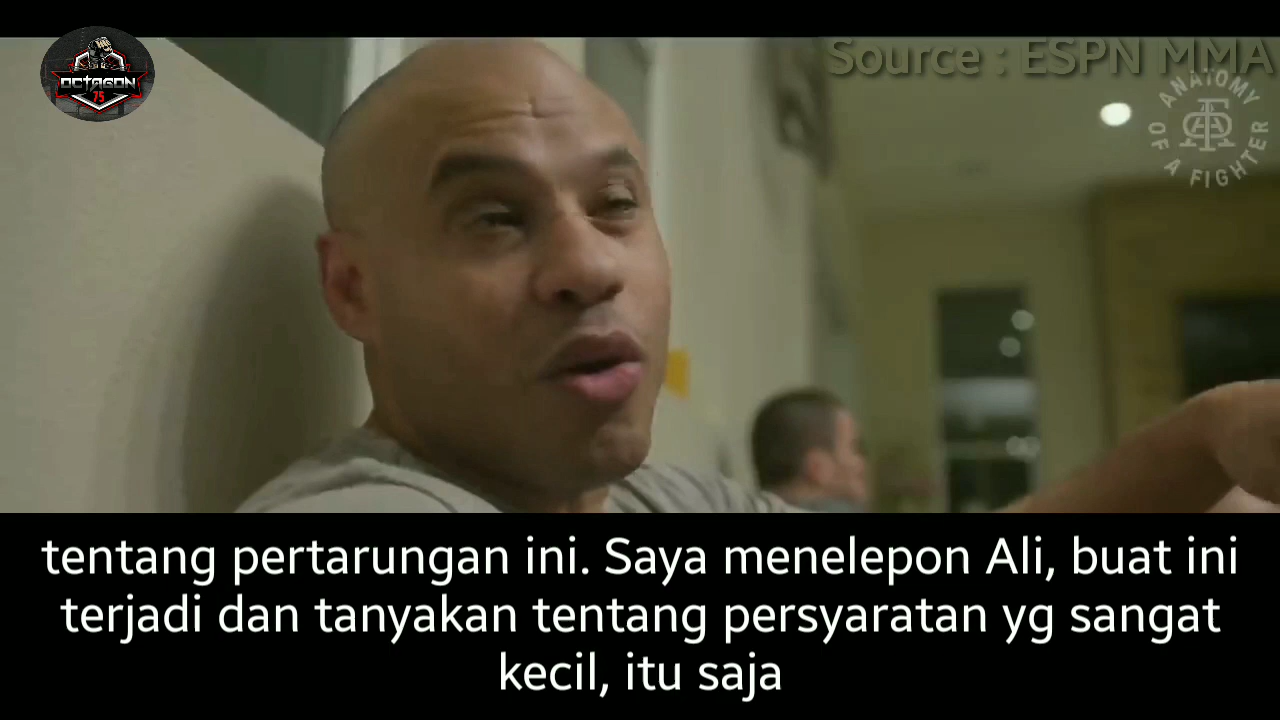 OCTAGON
75
Source : ESPN MMA
ANATOMY
OF A FIGHTER
tentang pertarungan ini. Saya menelepon Ali, buat ini
terjadi dan tanyakan tentang persyaratan yg sangat
kecil, itu saja